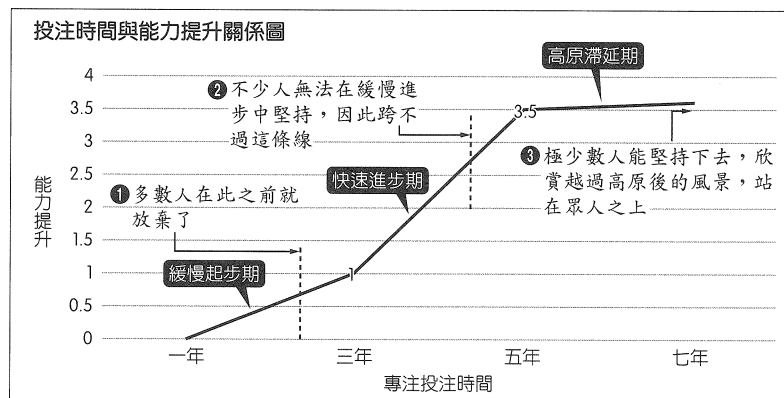 投注時間與能力提升關係圖
4
3.5
3
2.5
2
1.5
1
0.5
0
能力提升
高原滯延期
❷不少人無法在緩慢進
步中堅持,因此跨不
過這條線
3.5
快速進步期
❸極少數人能堅持下去,欣
賞越過高原後的風景,站
在眾人之上
❶多數人在此之前就
放棄了
緩慢起步期
1
一年
三年
五年
七年
專注投注時間